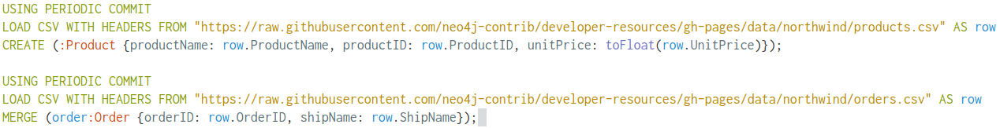 USING PERIODIC COMMIT
LOAD CSV WITH HEADERS FROM "https://raw.githubusercontent.com/neo4j-contrib/developer-resources/gh-pages/data/northwind/products.csv" AS row
CREATE (:Product {productName: row.ProductName, productID: row.ProductID, unitPrice: toFloat(row.UnitPrice)});
USING PERIODIC COMMIT
LOAD CSV WITH HEADERS FROM "https://raw.githubusercontent.com/neo4j-contrib/developer-resources/gh-pages/data/northwind/orders.csv" AS row
MERGE (order:Order {orderID: row.OrderID, shipName: row.ShipName});